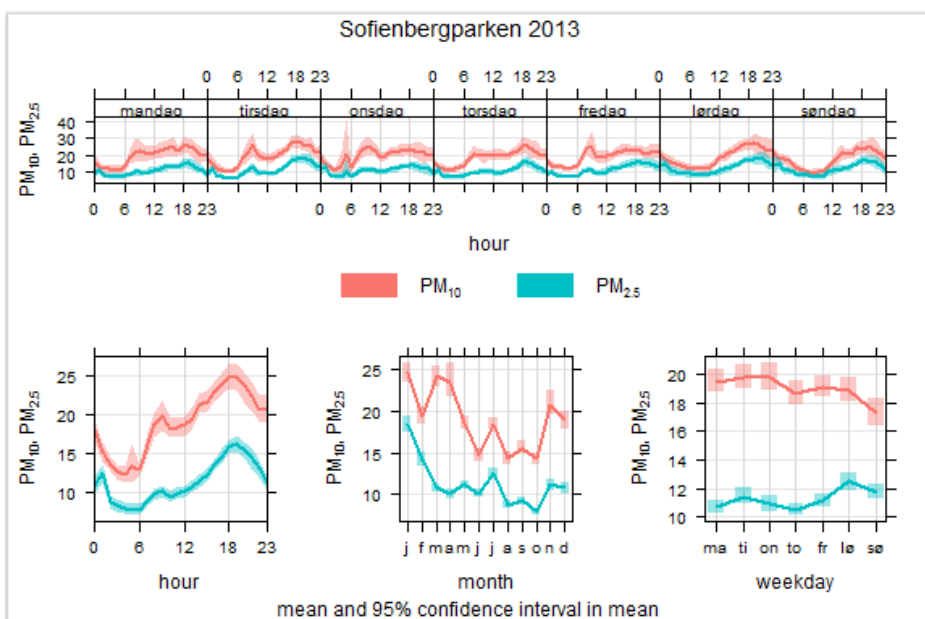 Sofienbergparken 2013
0 6 12 18 23 0 6 12 18 23 0 6 12 18 23
mandag tirsdag onsdag torsdag fredag lørdag søndag
PM10, PM2.5
40
30
20
10
0 6 12 18 23 0 6 12 18 23 0 6 12 18 23 0 6 12 18 23
hour
PM10 PM2.5
PM10, PM2.5
25
20
15
10
0 6 12 18 23
hour
PM10, PM2.5
25
20
15
10
j f m a m j j a s o n d
month
PM10, PM2.5
20
18
16
14
12
10
ma ti on to fr lø sø
weekday
mean and 95% confidence interval in mean